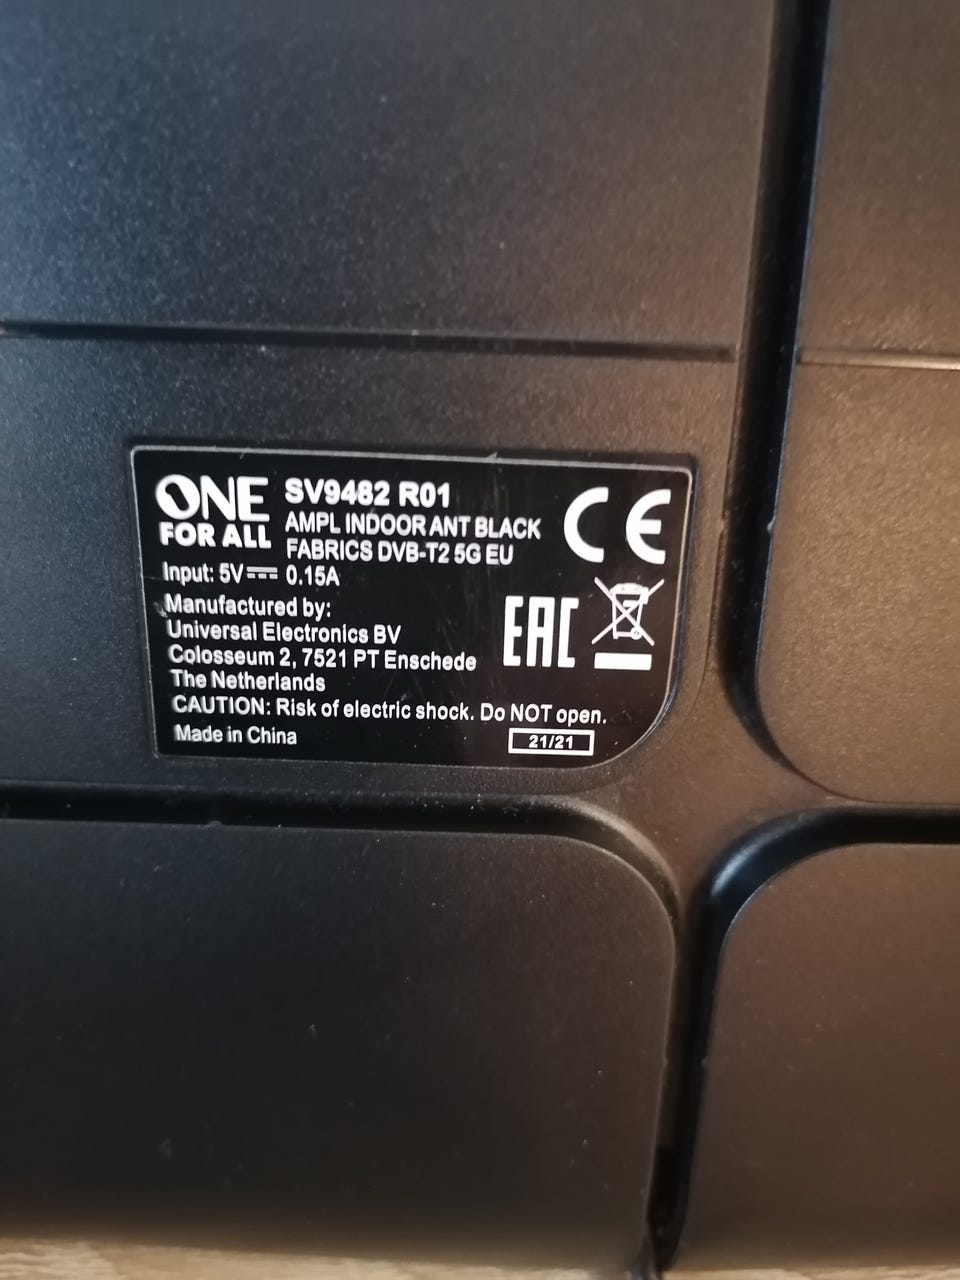 ONE
FOR ALL
SV9482 R01
AMPL INDOOR ANT BLACK
FABRICS DVB-T2 5G EU
CE
Input: 5V⎓ 0.15A
Manufactured by:
Universal Electronics BV
Colosseum 2, 7521 PT Enschede
The Netherlands
EAC
CAUTION: Risk of electric shock. Do NOT open.
Made in China
21/21